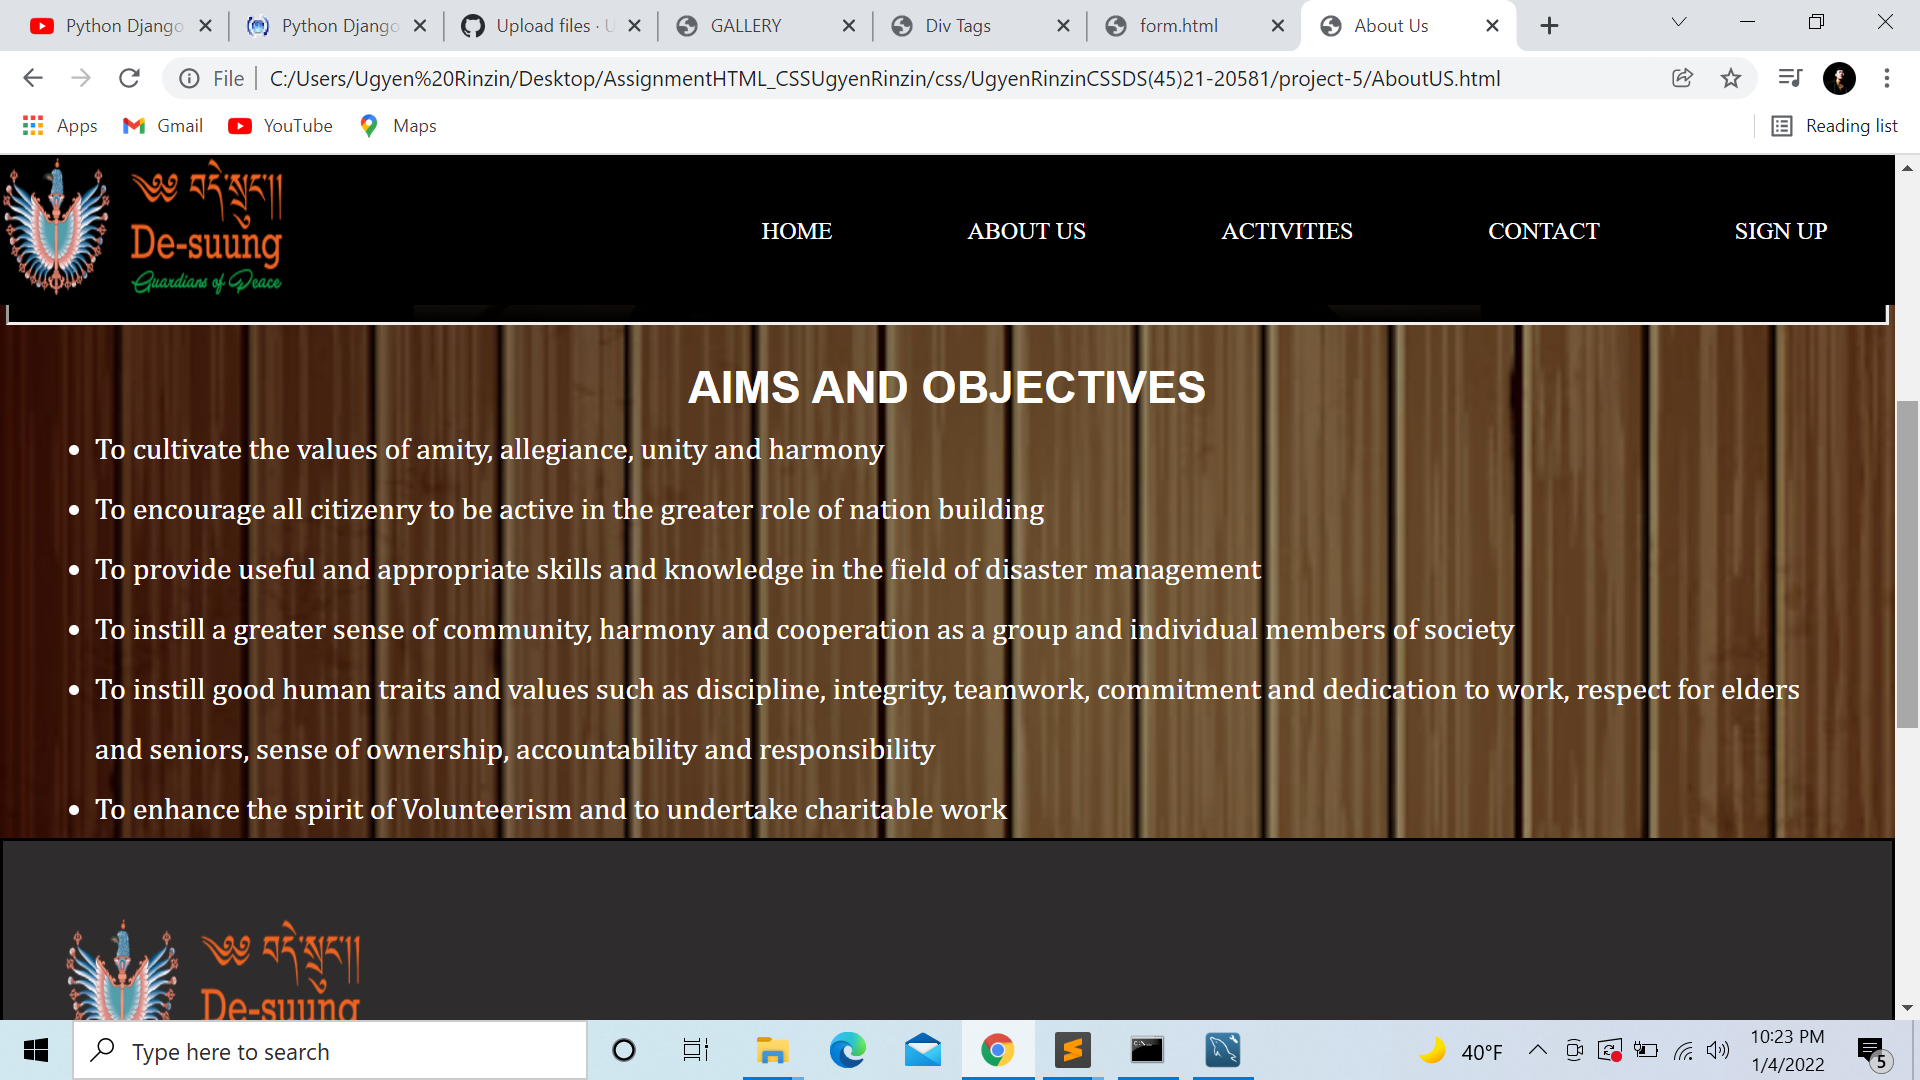 Python Django
Python Django
Upload files · U
GALLERY
Div Tags
form.html
About Us
File
C:/Users/Ugyen%20Rinzin/Desktop/AssignmentHTML_CSSUgyenRinzin/css/UgyenRinzinCSSDS(45)21-20581/project-5/AboutUS.html
Apps
Gmail
YouTube
Maps
Reading list
༄༅ བདེ་སྲུང།།
De-suung
Guardians of Peace
HOME
ABOUT US
ACTIVITIES
CONTACT
SIGN UP
AIMS AND OBJECTIVES
• To cultivate the values of amity, allegiance, unity and harmony
• To encourage all citizenry to be active in the greater role of nation building
• To provide useful and appropriate skills and knowledge in the field of disaster management
• To instill a greater sense of community, harmony and cooperation as a group and individual members of society
• To instill good human traits and values such as discipline, integrity, teamwork, commitment and dedication to work, respect for elders
and seniors, sense of ownership, accountability and responsibility
• To enhance the spirit of Volunteerism and to undertake charitable work
༄༅ བདེ་སྲུང།།
De-suung
Type here to search
40°F
10:23 PM
1/4/2022
5